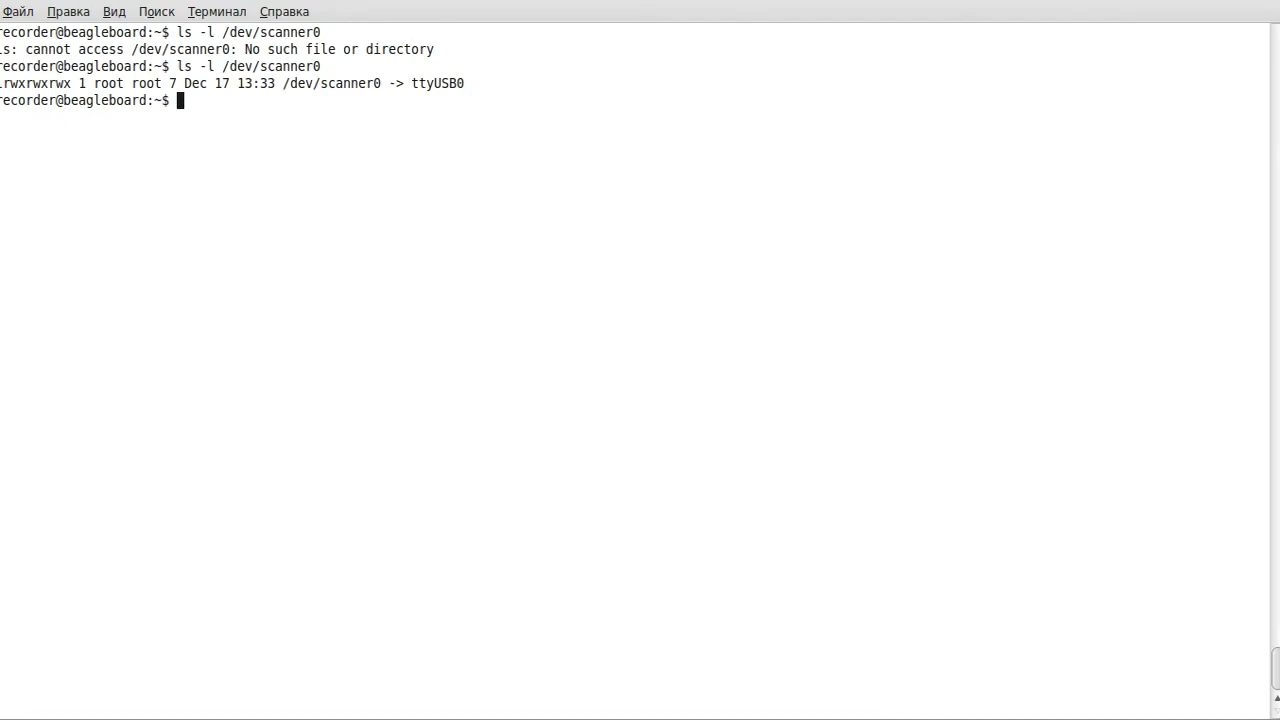 Файл Правка Вид Поиск Терминал Справка
recorder@beagleboard:~$ ls -l /dev/scanner0
ls: cannot access /dev/scanner0: No such file or directory
recorder@beagleboard:~$ ls -l /dev/scanner0
lrwxrwxrwx 1 root root 7 Dec 17 13:33 /dev/scanner0 -> ttyUSB0
recorder@beagleboard:~$